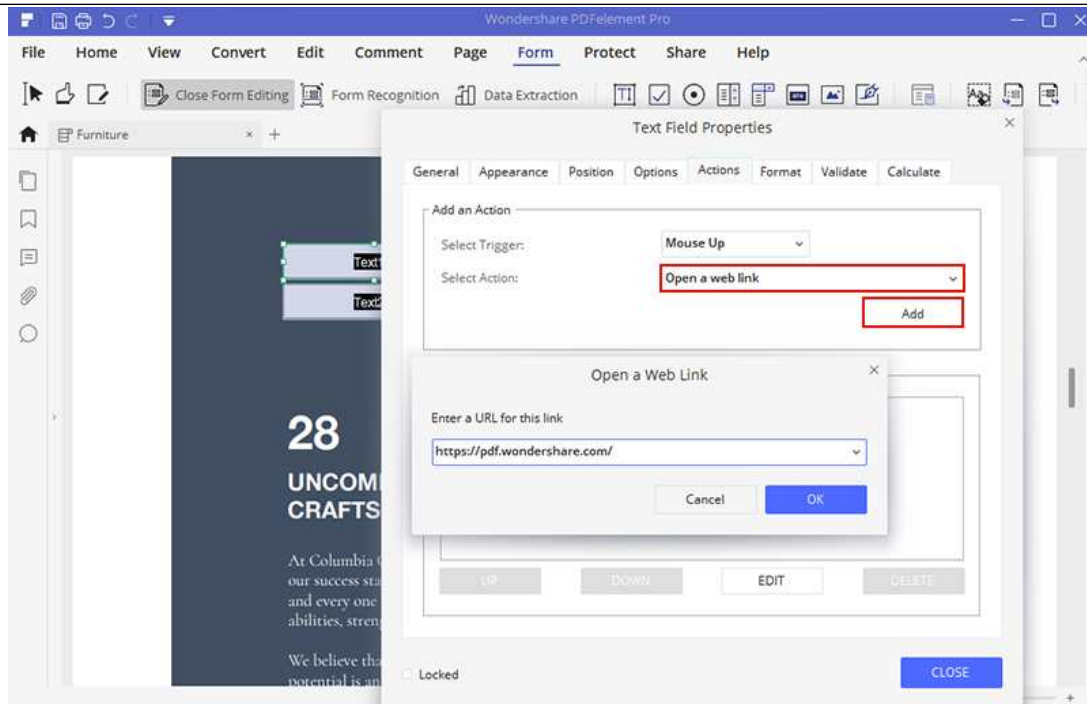 Wondershare PDFelement Pro
File Home View Convert Edit Comment Page Form Protect Share Help
Close Form Editing Form Recognition Data Extraction
Furniture
Text Field Properties
General Appearance Position Options Actions Format Validate Calculate
Add an Action
Select Trigger: Mouse Up
Select Action: Open a web link
Add
Text1
Text2
Open a Web Link
Enter a URL for this link
https://pdf.wondershare.com/
Cancel OK
28
UNCOM
CRAFTS
At Columbia
our success sta
and every one
abilities, stren
We believe tha
potential is an
UP DOWN EDIT DELETE
Locked
CLOSE